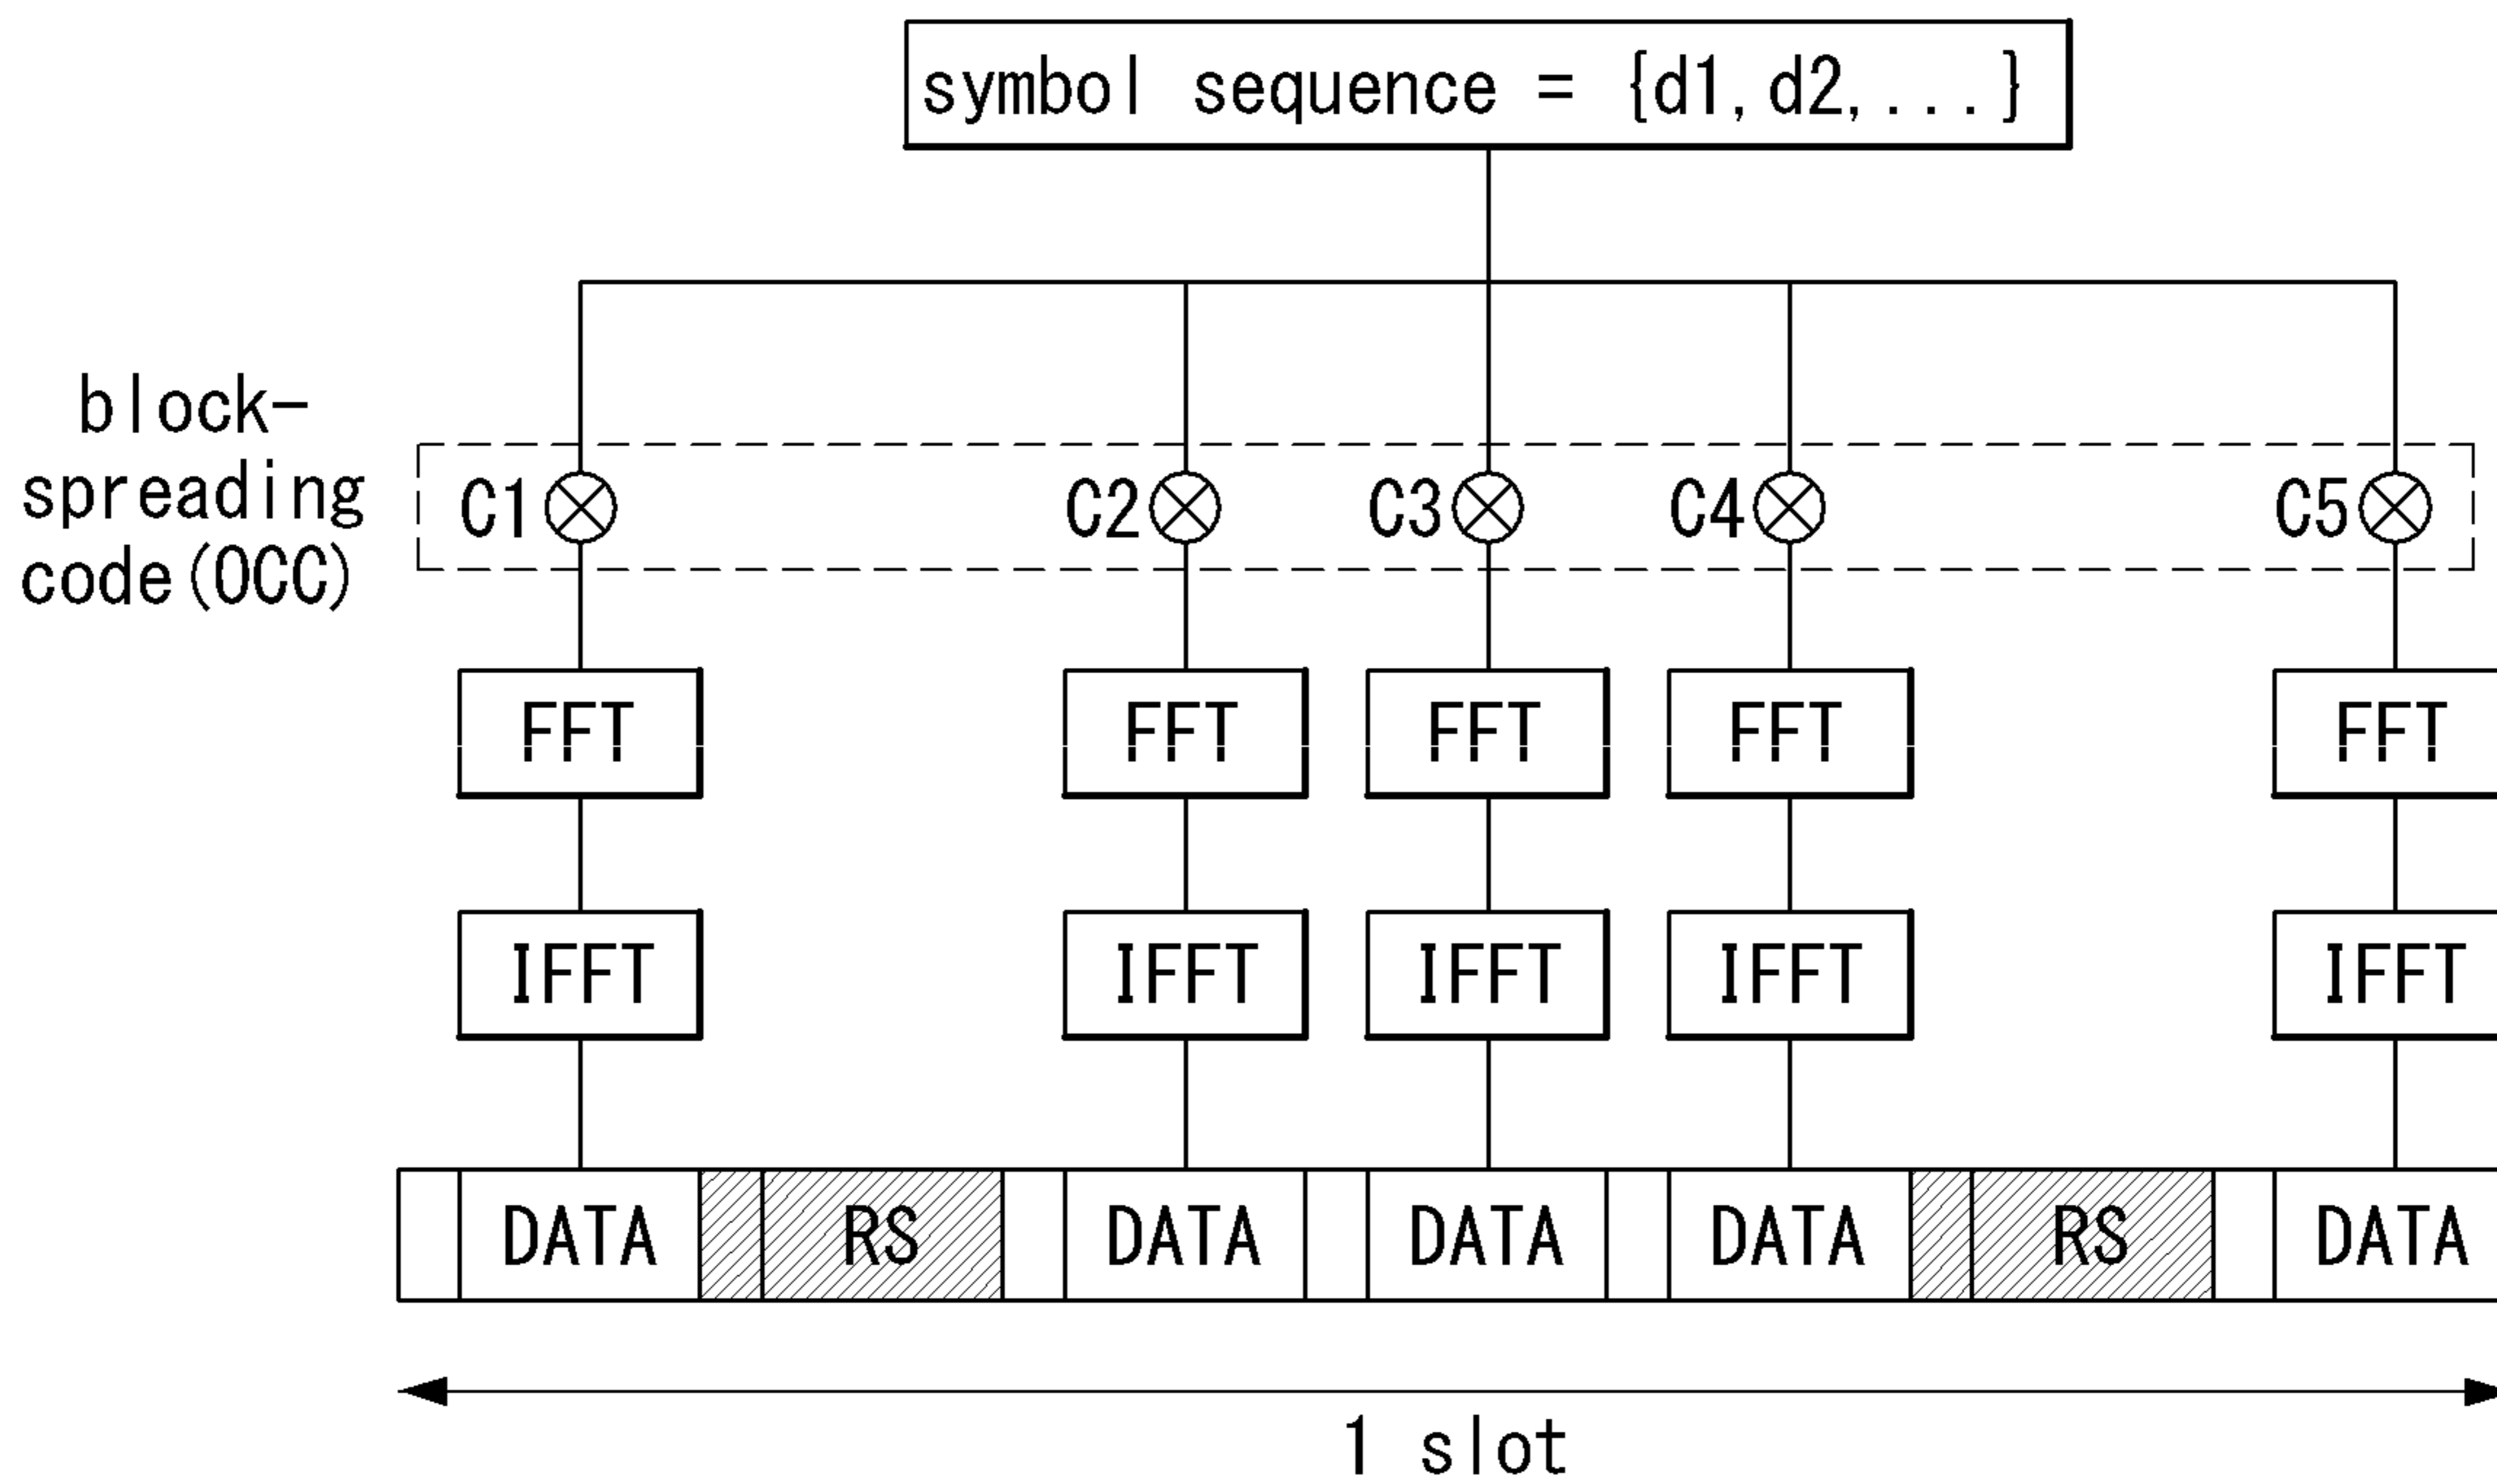 symbol sequence = {d1,d2,...}
block-
spreading
code(OCC)
C1 C2 C3 C4 C5
FFT FFT FFT FFT FFT
IFFT IFFT IFFT IFFT IFFT
DATA RS DATA DATA DATA RS DATA
1 slot